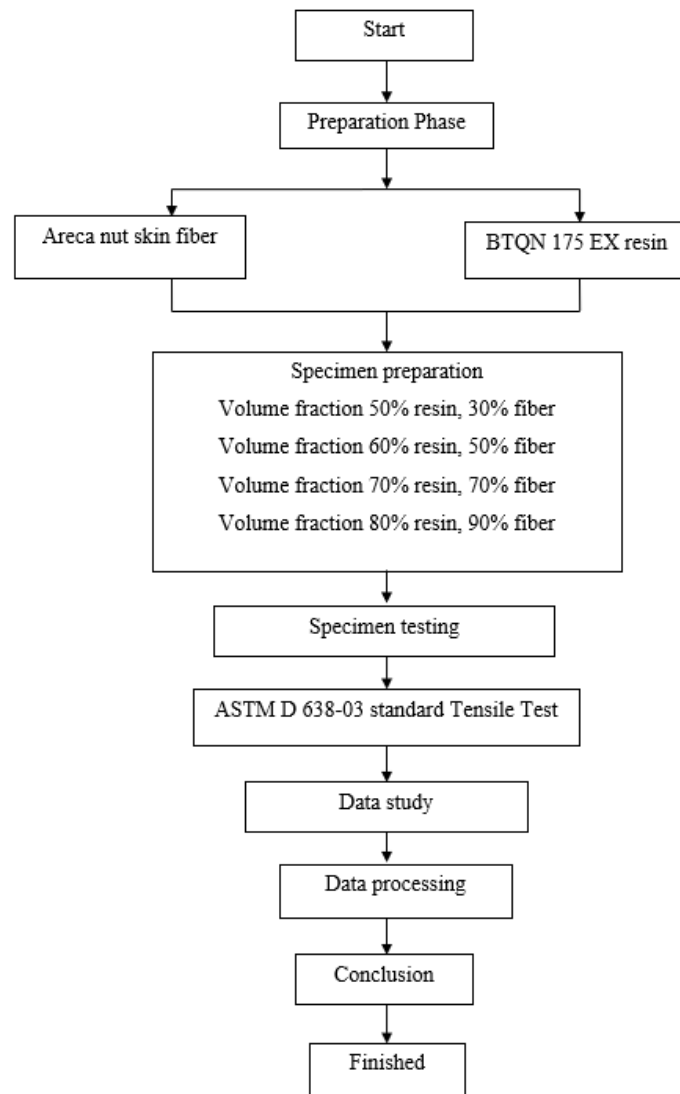 Start
Preparation Phase
Areca nut skin fiber
BTQN 175 EX resin
Specimen preparation
Volume fraction 50% resin, 30% fiber
Volume fraction 60% resin, 50% fiber
Volume fraction 70% resin, 70% fiber
Volume fraction 80% resin, 90% fiber
Specimen testing
ASTM D 638-03 standard Tensile Test
Data study
Data processing
Conclusion
Finished